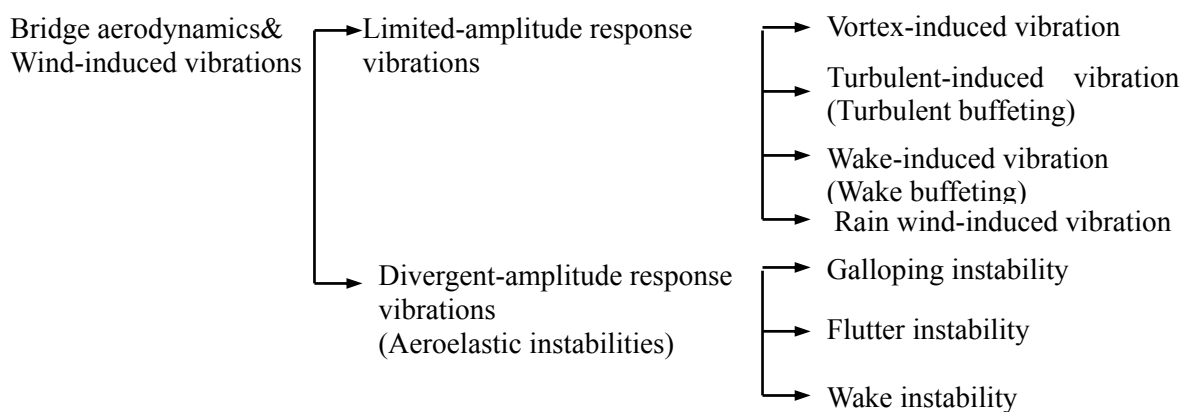 Bridge aerodynamics&
Wind-induced vibrations
Limited-amplitude response
vibrations
Vortex-induced vibration
Turbulent-induced vibration
(Turbulent buffeting)
Wake-induced vibration
(Wake buffeting)
Rain wind-induced vibration
Divergent-amplitude response
vibrations
(Aeroelastic instabilities)
Galloping instability
Flutter instability
Wake instability